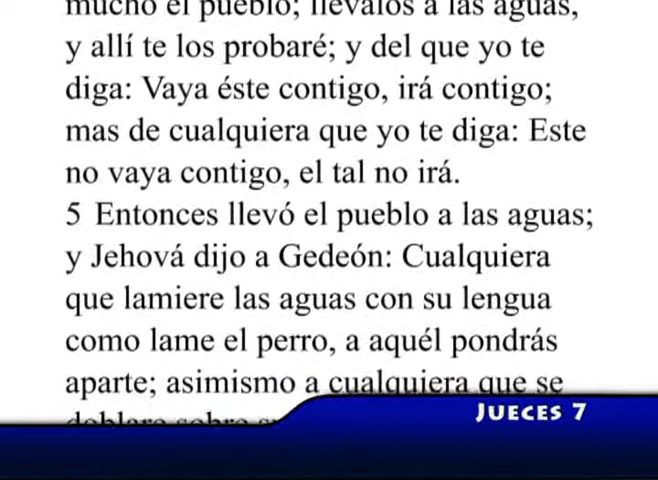 mucho el pueblo; llévalos a las aguas,
y allí te los probaré; y del que yo te
diga: Vaya éste contigo, irá contigo;
mas de cualquiera que yo te diga: Este
no vaya contigo, el tal no irá.
5 Entonces llevó el pueblo a las aguas;
y Jehová dijo a Gedeón: Cualquiera
que lamiere las aguas con su lengua
como lame el perro, a aquél pondrás
aparte; asimismo a cualquiera que se
doblare sobre
JUECES 7